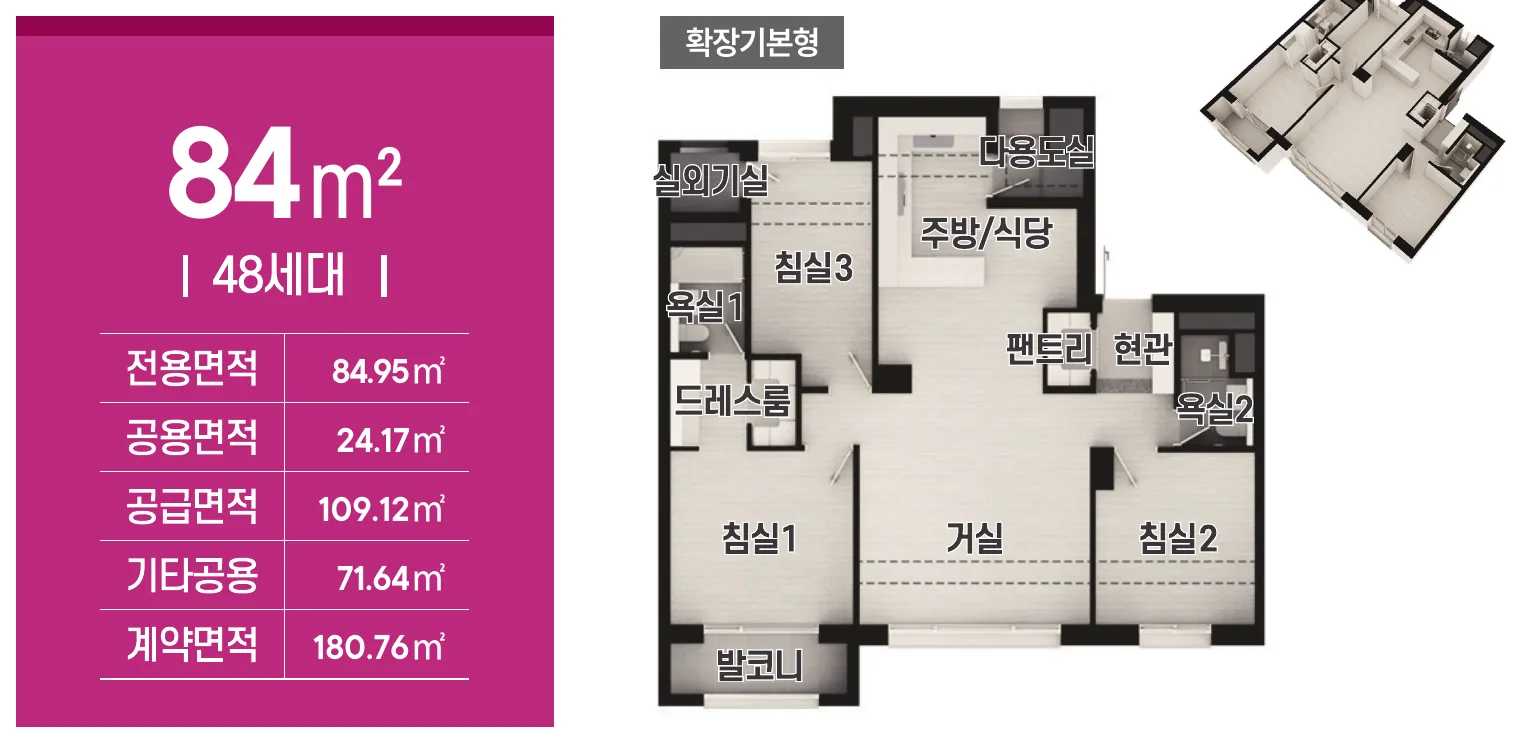 84m²
| 48세대 |
전용면적 84.95㎡
공용면적 24.17㎡
공급면적 109.12㎡
기타공용 71.64㎡
계약면적 180.76㎡
확장기본형
다용도실
실외기실
주방/식당
침실3
욕실1
팬트리 현관
드레스룸
욕실2
침실1
거실
침실2
발코니